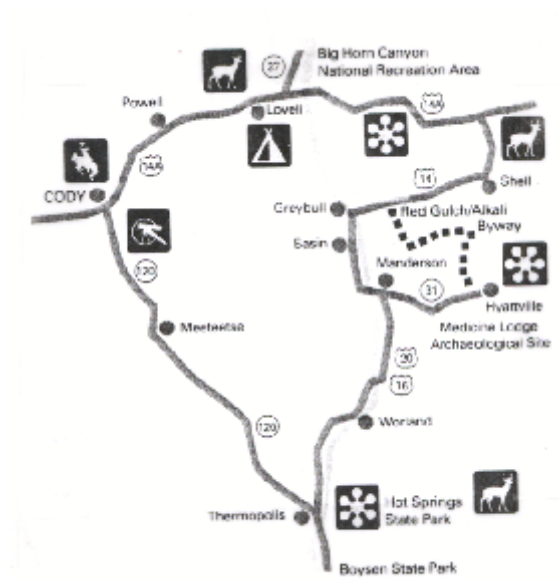 Big Horn Canyon
National Recreation Area
27
Powell
Lovell
14A
14A
CODY
14
Shell
Greybull
Red Gulch/Alkali
Byway
Basin
Manderson
120
31
Hyattville
Medicine Lodge
Archaeological Site
Meeteetse
20
16
120
Worland
Thermopolis
Hot Springs
State Park
Boysen State Park